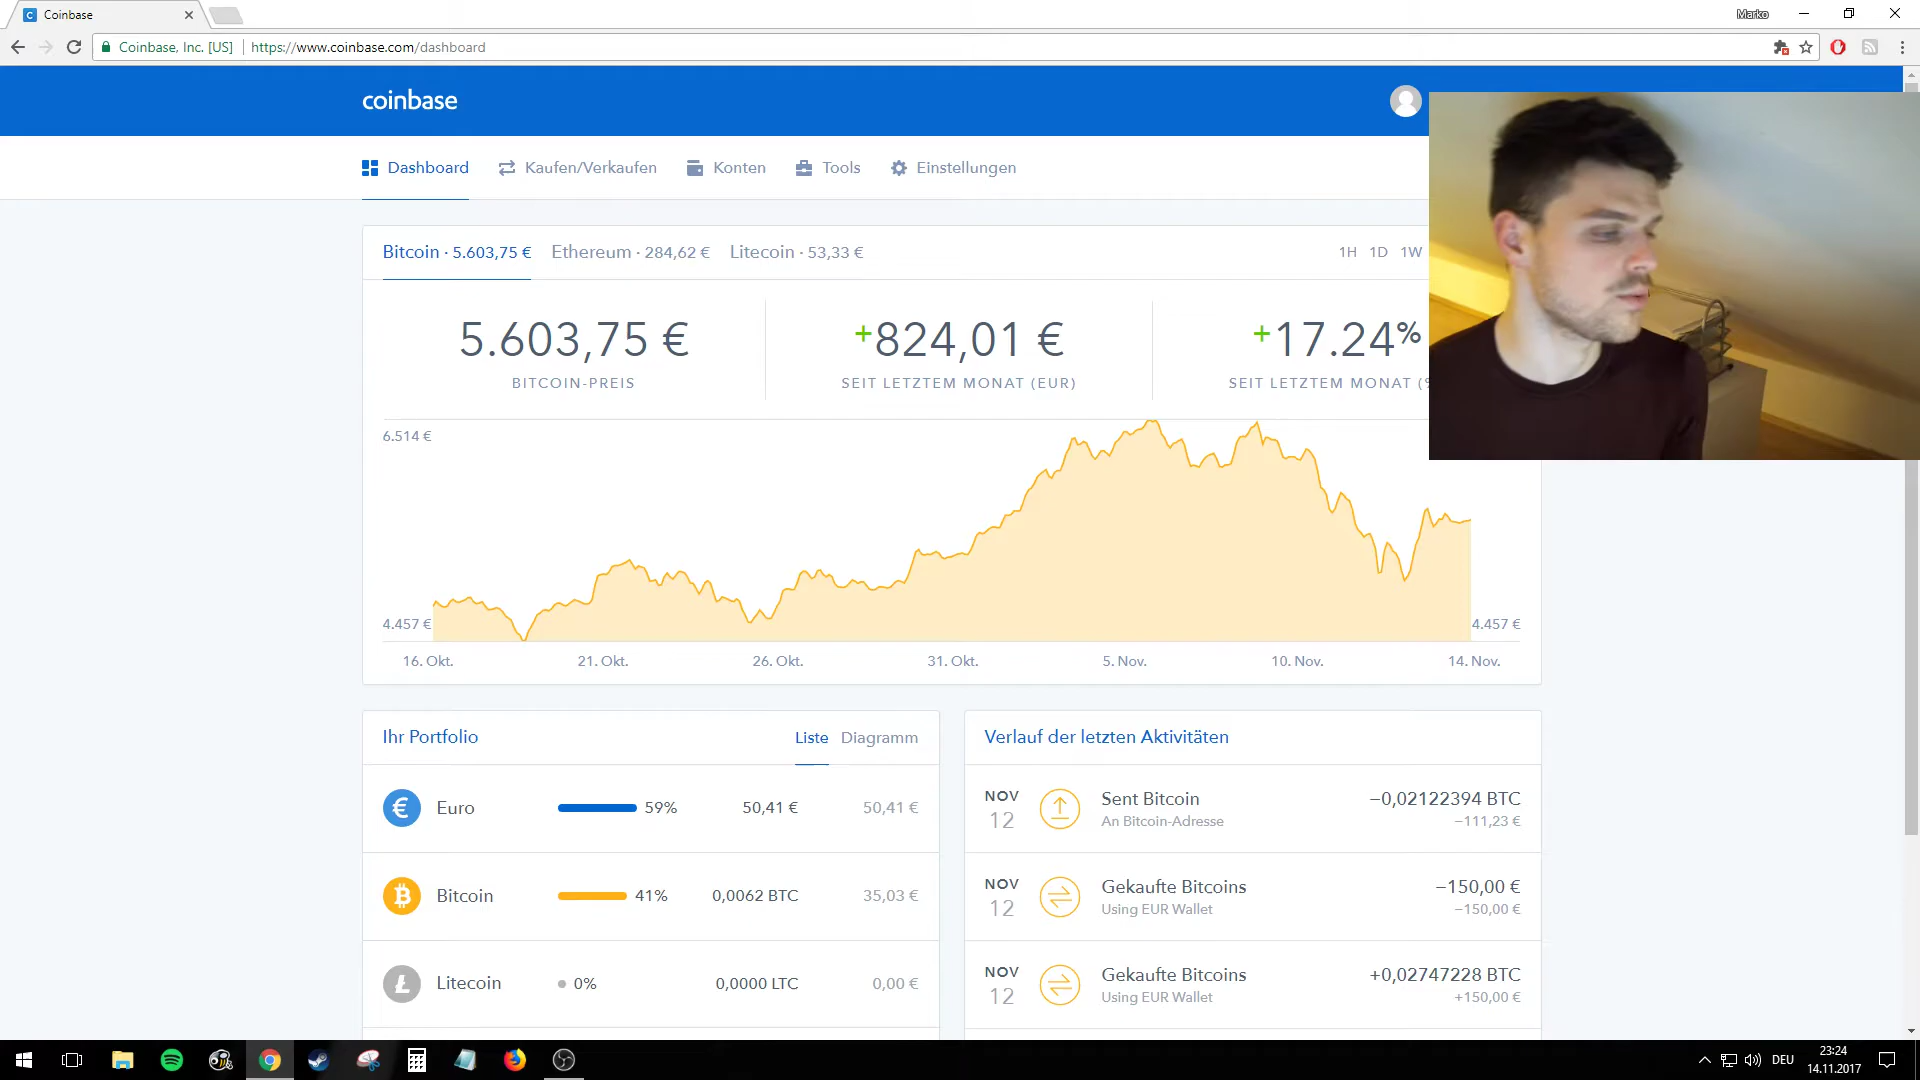 Coinbase
Marko
Coinbase, Inc. [US]
https://www.coinbase.com/dashboard
coinbase
Dashboard
Kaufen/Verkaufen
Konten
Tools
Einstellungen
Bitcoin · 5.603,75 €
Ethereum · 284,62 €
Litecoin · 53,33 €
1H 1D 1W
5.603,75 €
BITCOIN-PREIS
+824,01 €
SEIT LETZTEM MONAT (EUR)
+17.24%
SEIT LETZTEM MONAT (
6.514 €
4.457 €
4.457 €
16. Okt.
21. Okt.
26. Okt.
31. Okt.
5. Nov.
10. Nov.
14. Nov.
Ihr Portfolio
Liste
Diagramm
Euro
59%
50,41 €
50,41 €
Bitcoin
41%
0,0062 BTC
35,03 €
Litecoin
0%
0,0000 LTC
0,00 €
Verlauf der letzten Aktivitäten
NOV
12
Sent Bitcoin
An Bitcoin-Adresse
−0,02122394 BTC
−111,23 €
NOV
12
Gekaufte Bitcoins
Using EUR Wallet
−150,00 €
−150,00 €
NOV
12
Gekaufte Bitcoins
Using EUR Wallet
+0,02747228 BTC
+150,00 €
DEU
23:24
14.11.2017